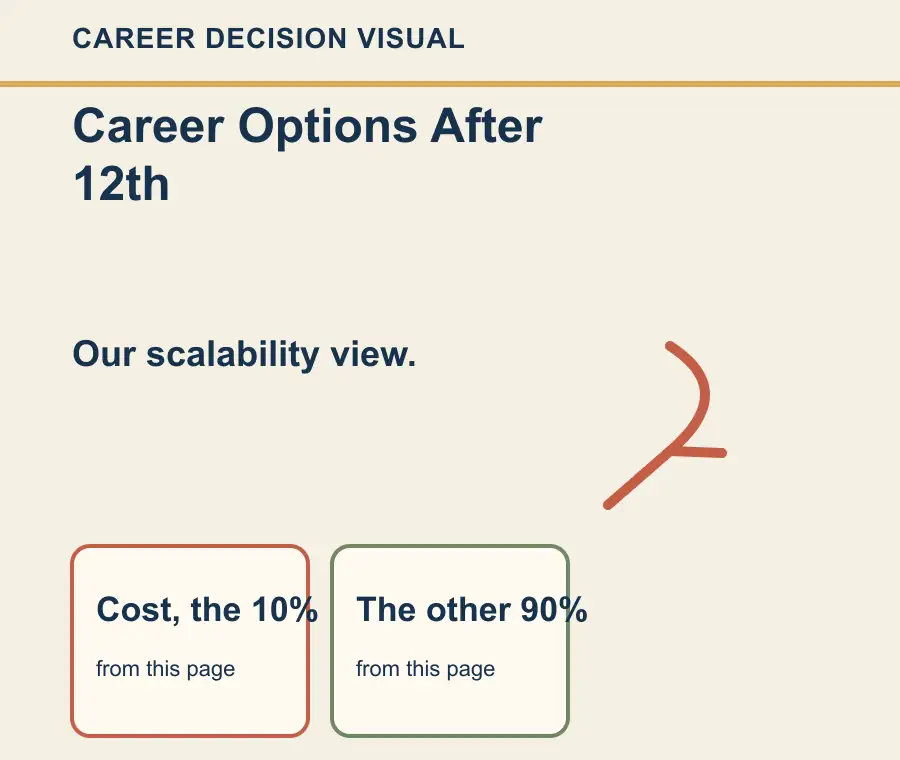 CAREER DECISION VISUAL
Career Options After
12th
Our scalability view.
Cost, the 10%
from this page
The other 90%
from this page